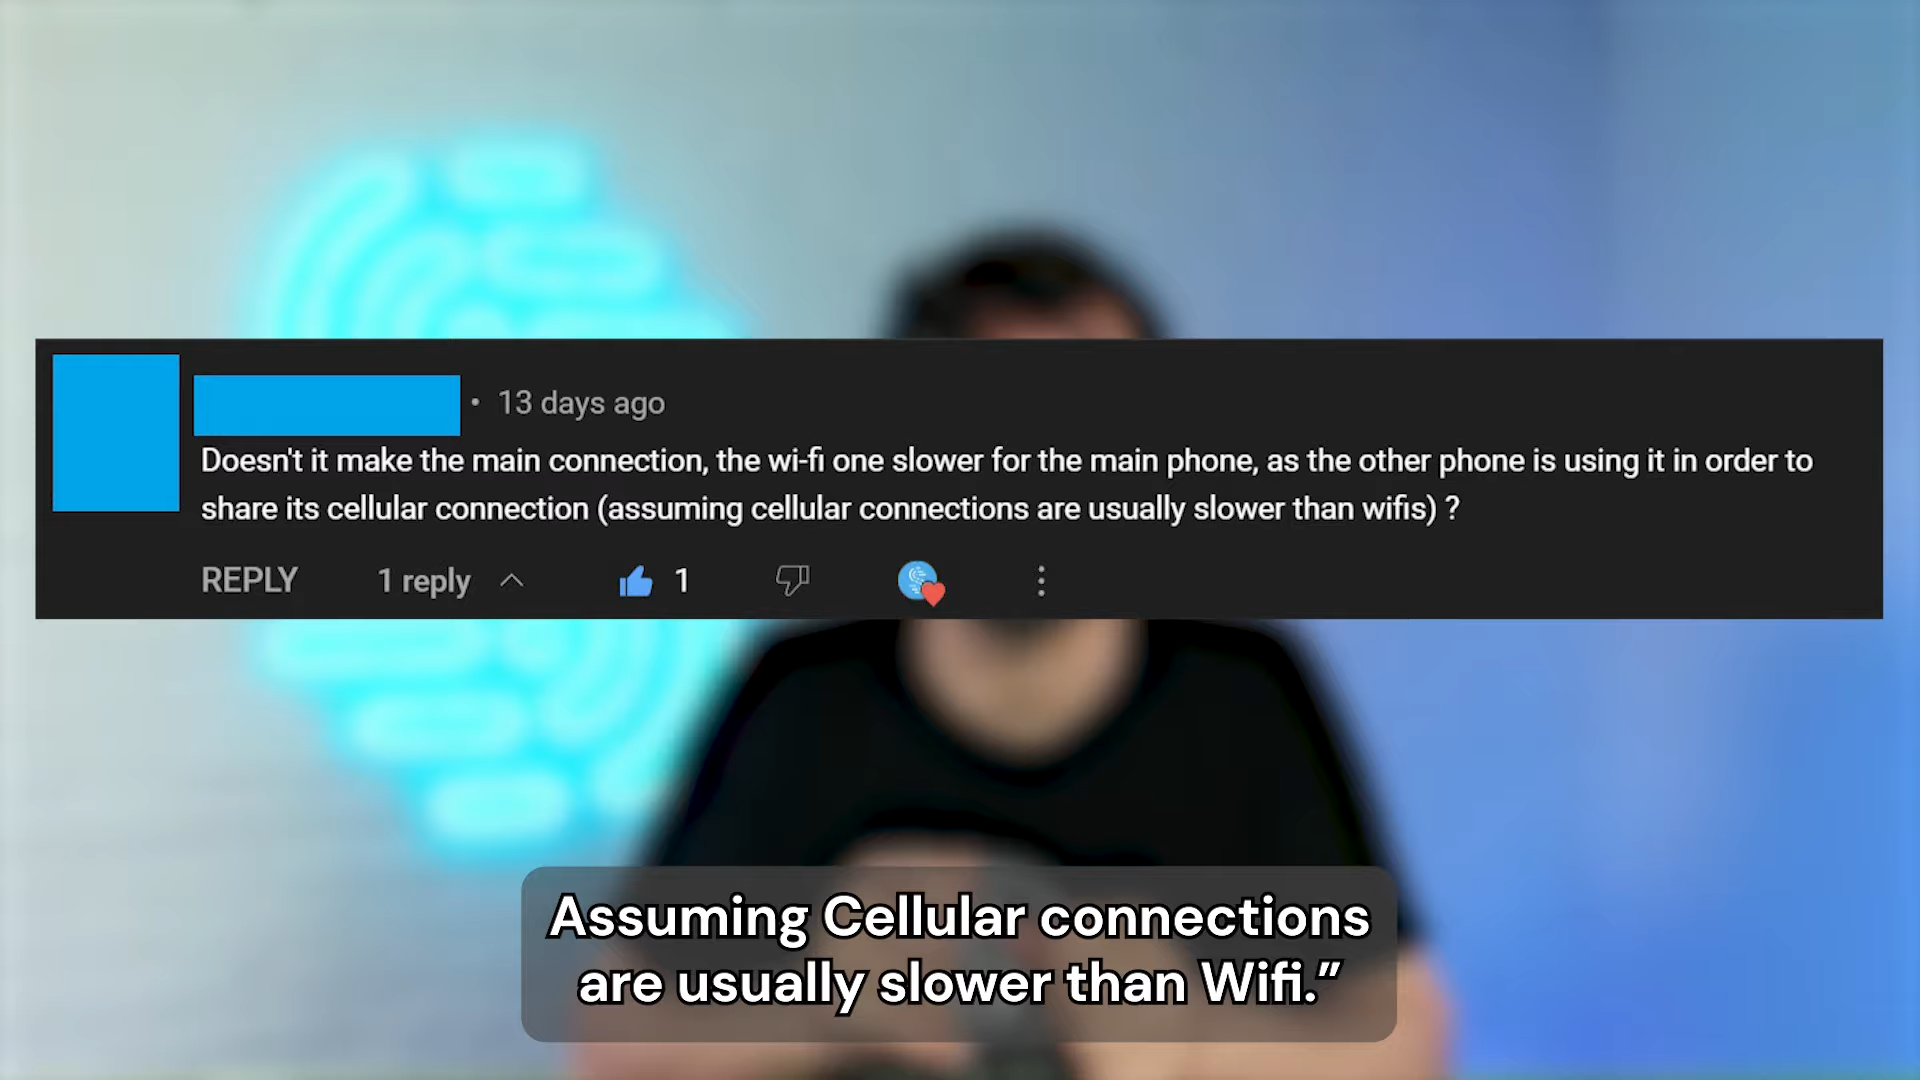 • 13 days ago
Doesn't it make the main connection, the wi-fi one slower for the main phone, as the other phone is using it in order to
share its cellular connection (assuming cellular connections are usually slower than wifis) ?
REPLY 1 reply 1
Assuming Cellular connections
are usually slower than Wifi.”